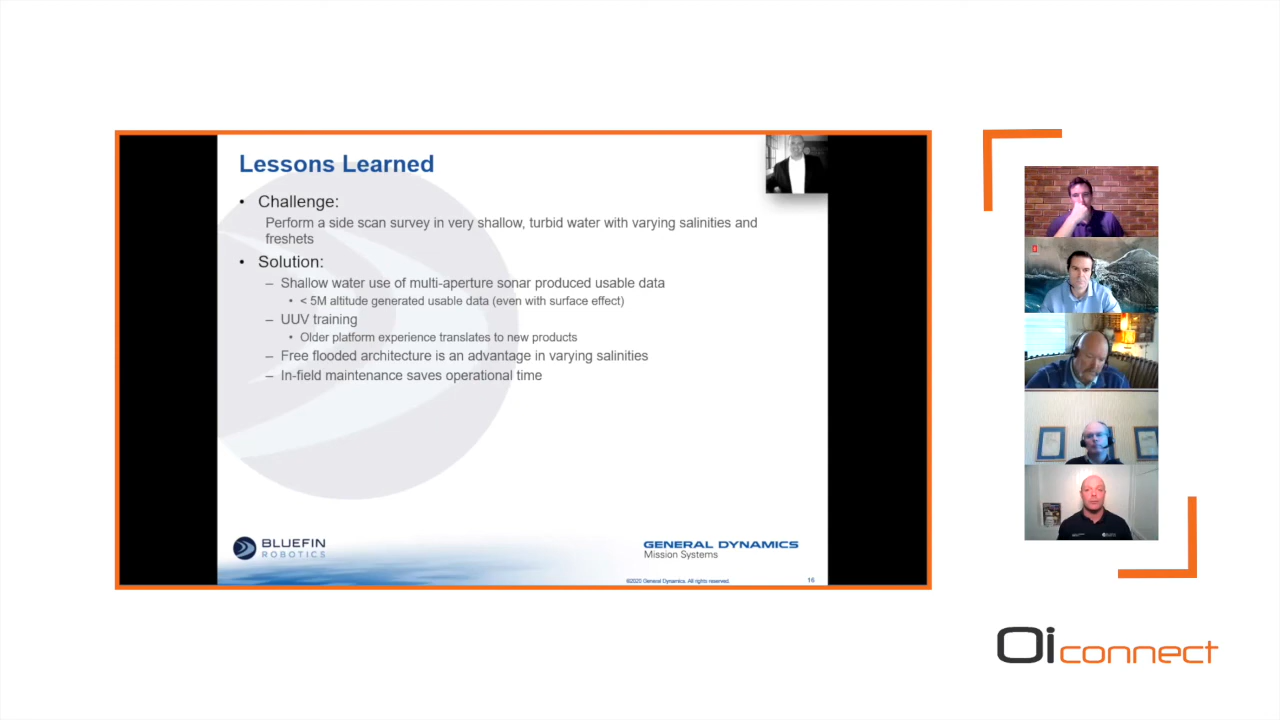 Lessons Learned
• Challenge:
Perform a side scan survey in very shallow, turbid water with varying salinities and
freshets
• Solution:
– Shallow water use of multi-aperture sonar produced usable data
• < 5M altitude generated usable data (even with surface effect)
– UUV training
• Older platform experience translates to new products
– Free flooded architecture is an advantage in varying salinities
– In-field maintenance saves operational time
BLUEFIN
ROBOTICS
GENERAL DYNAMICS
Mission Systems
©2020 General Dynamics. All rights reserved.
16
Oi connect